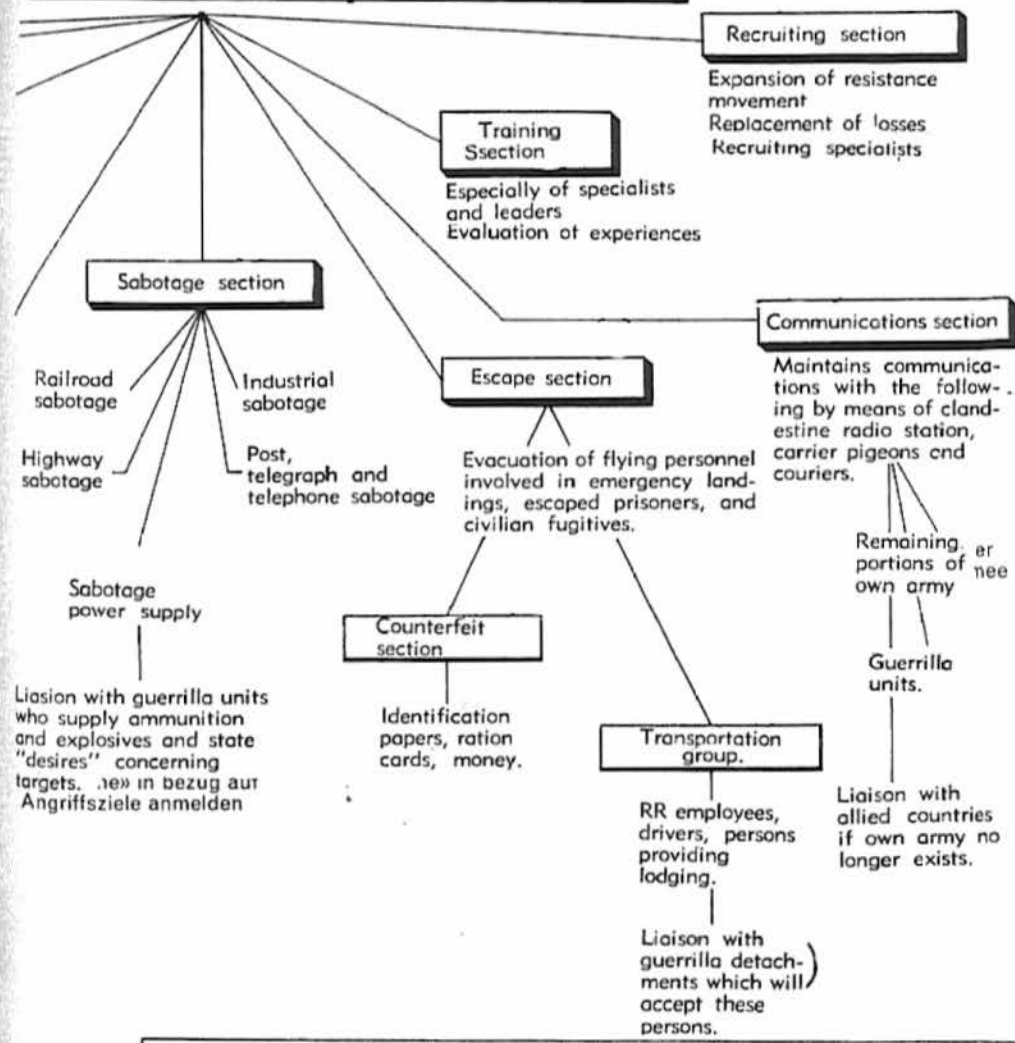 Recruiting section
Expansion of resistance
movement
Replacement of losses
Recruiting specialists
Training
Ssection
Especially of specialists
and leaders
Evaluation of experiences
Sabotage section
Railroad
sabotage
Industrial
sabotage
Highway
sabotage
Post,
telegraph and
telephone sabotage
Sabotage
power supply
Liasion with guerrilla units
who supply ammunition
and explosives and state
"desires" concerning
targets. in bezug auf
Angriffsziele anmelden
Escape section
Evacuation of flying personnel
involved in emergency land-
ings, escaped prisoners, and
civilian fugitives.
Counterfeit
section
Identification
papers, ration
cards, money.
Transportation
group.
RR employees,
drivers, persons
providing
lodging.
Liaison with
guerrilla detach-
ments which will
accept these
persons.
Communications section
Maintains communica-
tions with the follow-
ing by means of cland-
estine radio station,
carrier pigeons and
couriers.
Remaining er
portions of nee
own army
Guerrilla
units.
Liaison with
allied countries
if own army no
longer exists.